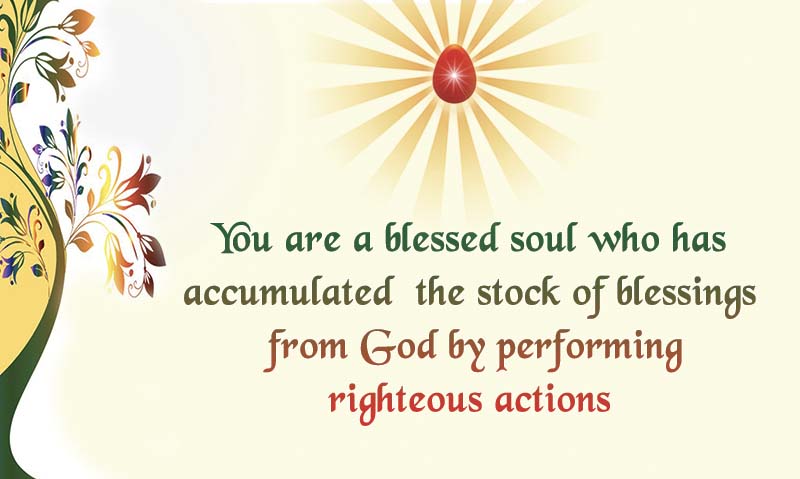 You are a blessed soul who has
accumulated the stock of blessings
from God by performing
righteous actions